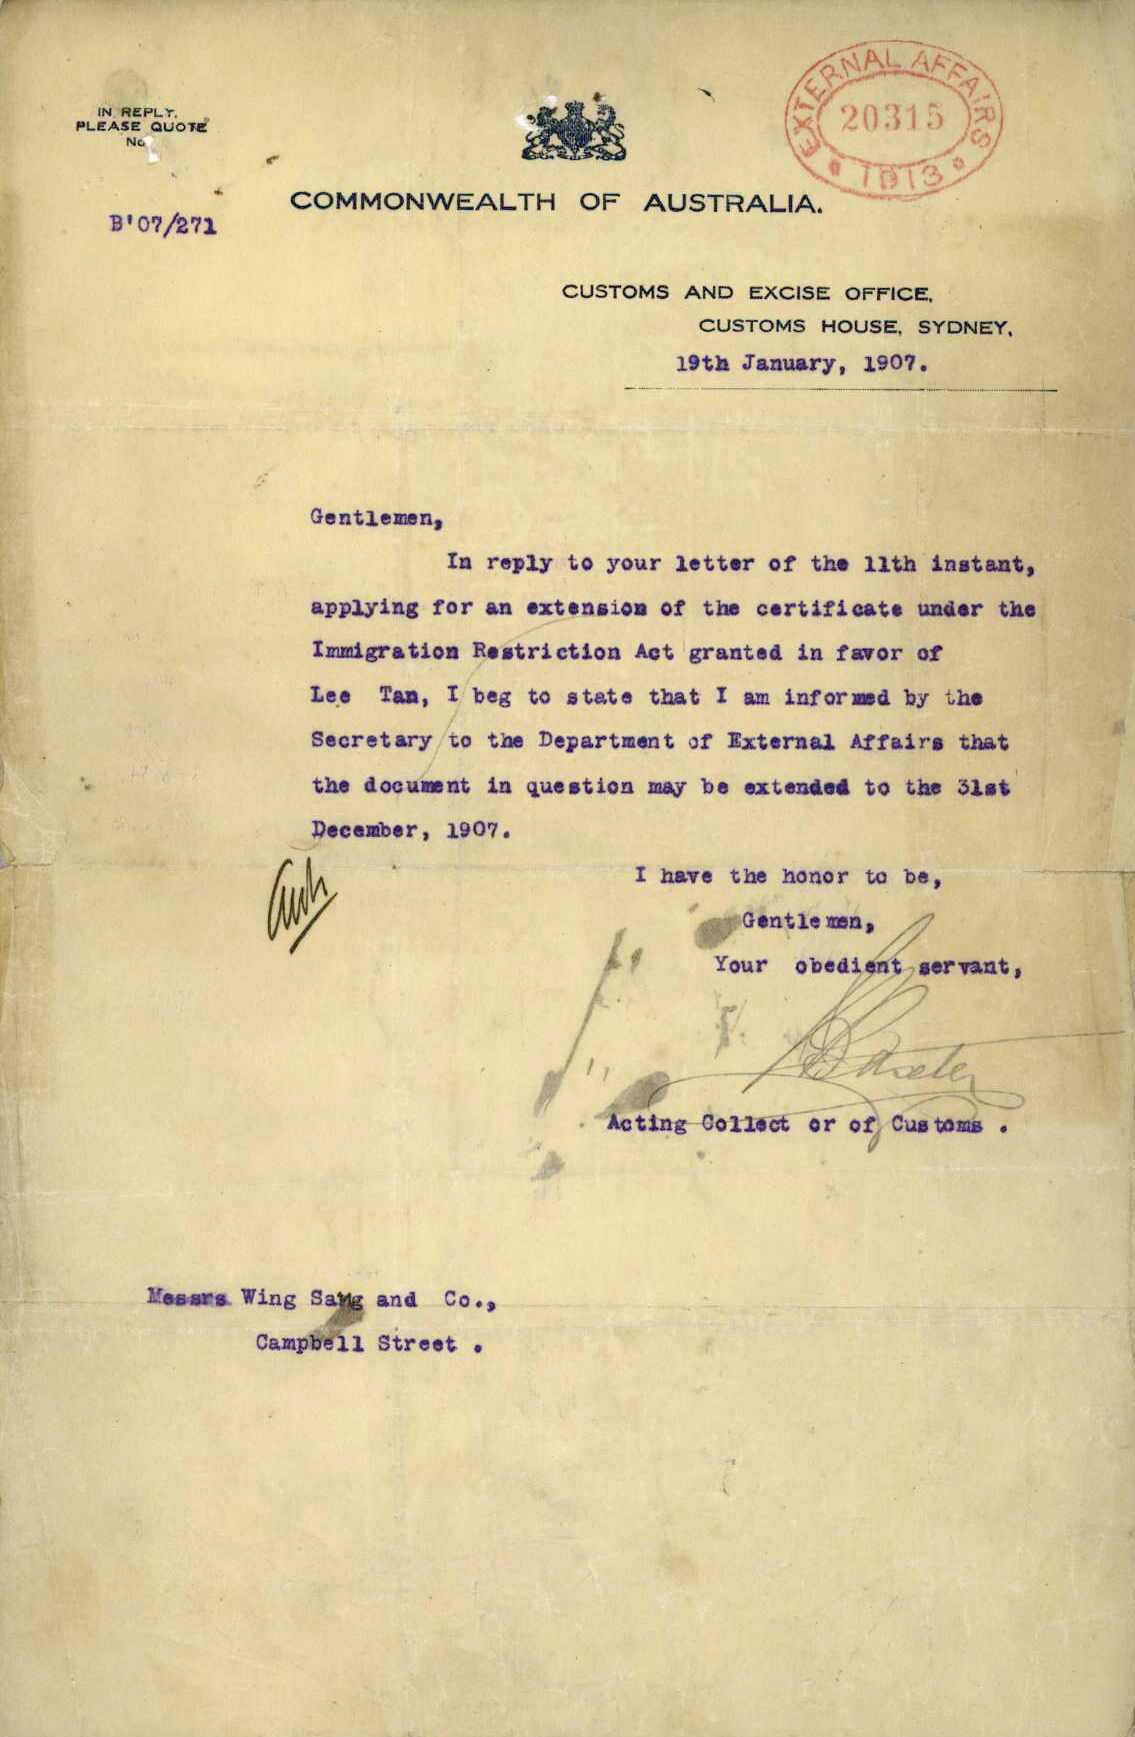 IN REPLY,
PLEASE QUOTE
No
B'07/271
EXTERNAL AFFAIRS
20315
1913
COMMONWEALTH OF AUSTRALIA.
CUSTOMS AND EXCISE OFFICE,
CUSTOMS HOUSE, SYDNEY,
19th January, 1907.
Gentlemen,
In reply to your letter of the 11th instant,
applying for an extension of the certificate under the
Immigration Restriction Act granted in favor of
Lee Tan, I beg to state that I am informed by the
Secretary to the Department of External Affairs that
the document in question may be extended to the 31st
December, 1907.
I have the honor to be,
Gentlemen,
Your obedient servant,
Baxter
Acting Collector of Customs.
Messrs Wing Sang and Co.,
Campbell Street.